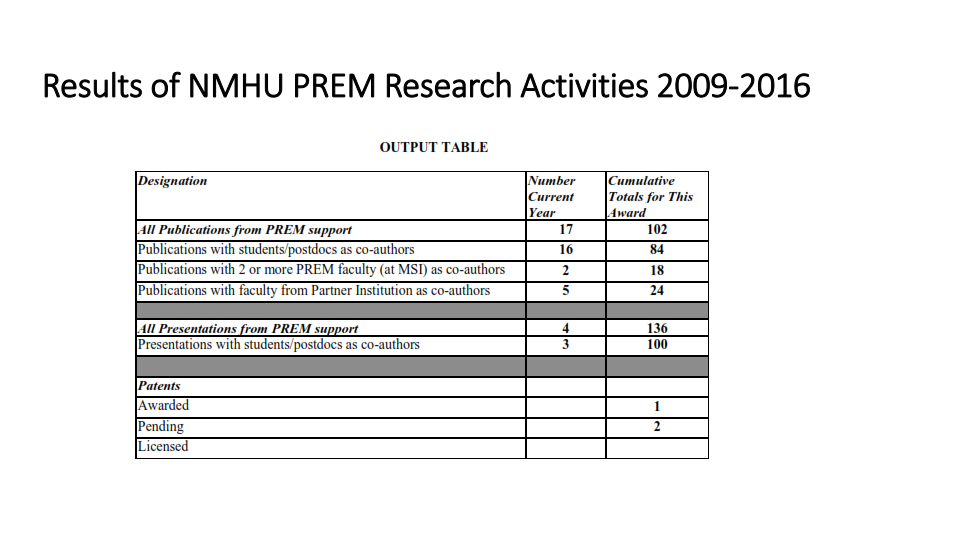 Results of NMHU PREM Research Activities 2009-2016
OUTPUT TABLE
Designation
Number Current Year
Cumulative Totals for This Award
All Publications from PREM support 17 102
Publications with students/postdocs as co-authors 16 84
Publications with 2 or more PREM faculty (at MSI) as co-authors 2 18
Publications with faculty from Partner Institution as co-authors 5 24
All Presentations from PREM support 4 136
Presentations with students/postdocs as co-authors 3 100
Patents
Awarded 1
Pending 2
Licensed